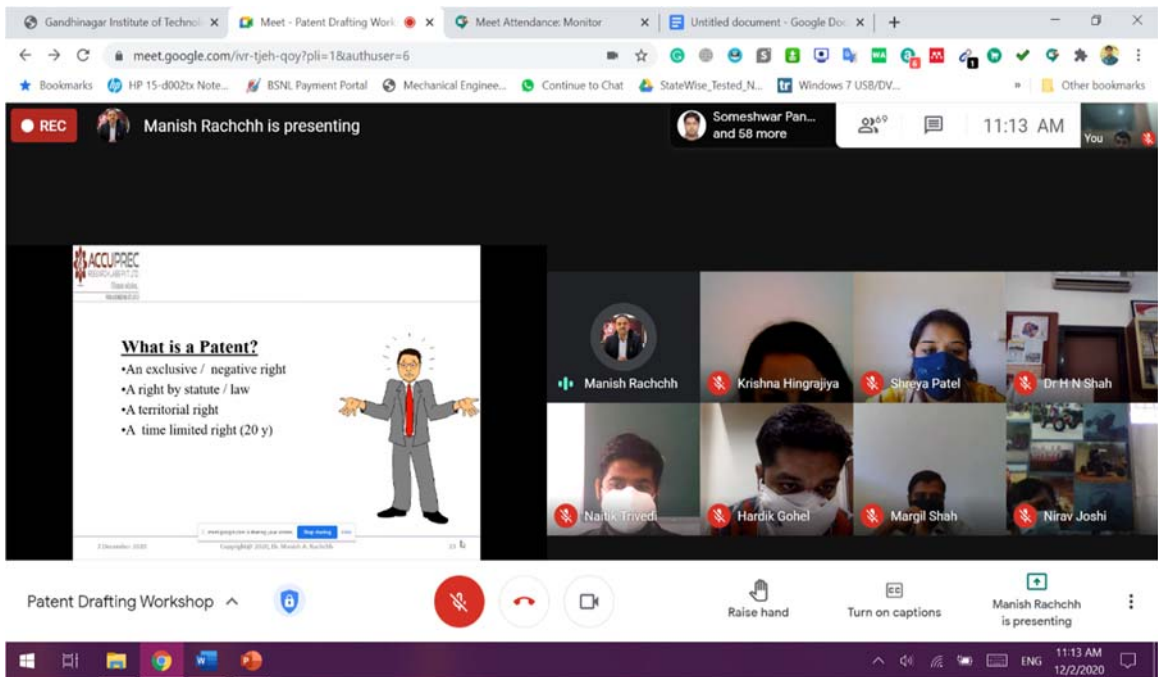 Gandhinagar Institute of Technol
Meet - Patent Drafting Work
Meet Attendance: Monitor
Untitled document - Google Doc
meet.google.com/ivr-tjeh-qoy?pli=1&authuser=6
Bookmarks
HP 15-d002tx Note...
BSNL Payment Portal
Mechanical Enginee...
Continue to Chat
StateWise_Tested_N...
Windows 7 USB/DV...
Other bookmarks
REC
Manish Rachchh is presenting
Someshwar Pan...
and 58 more
69
11:13 AM
You
ACCUPREC
What is a Patent?
•An exclusive / negative right
•A right by statute / law
•A territorial right
•A time limited right (20 y)
Stop sharing
2 December 2020
Copyright@ 2020, Dr. Manish A. Rachchh
Manish Rachchh
Krishna Hingrajiya
Shreya Patel
Dr H N Shah
Naitik Trivedi
Hardik Gohel
Margil Shah
Nirav Joshi
Patent Drafting Workshop
Raise hand
Turn on captions
Manish Rachchh
is presenting
ENG
11:13 AM
12/2/2020